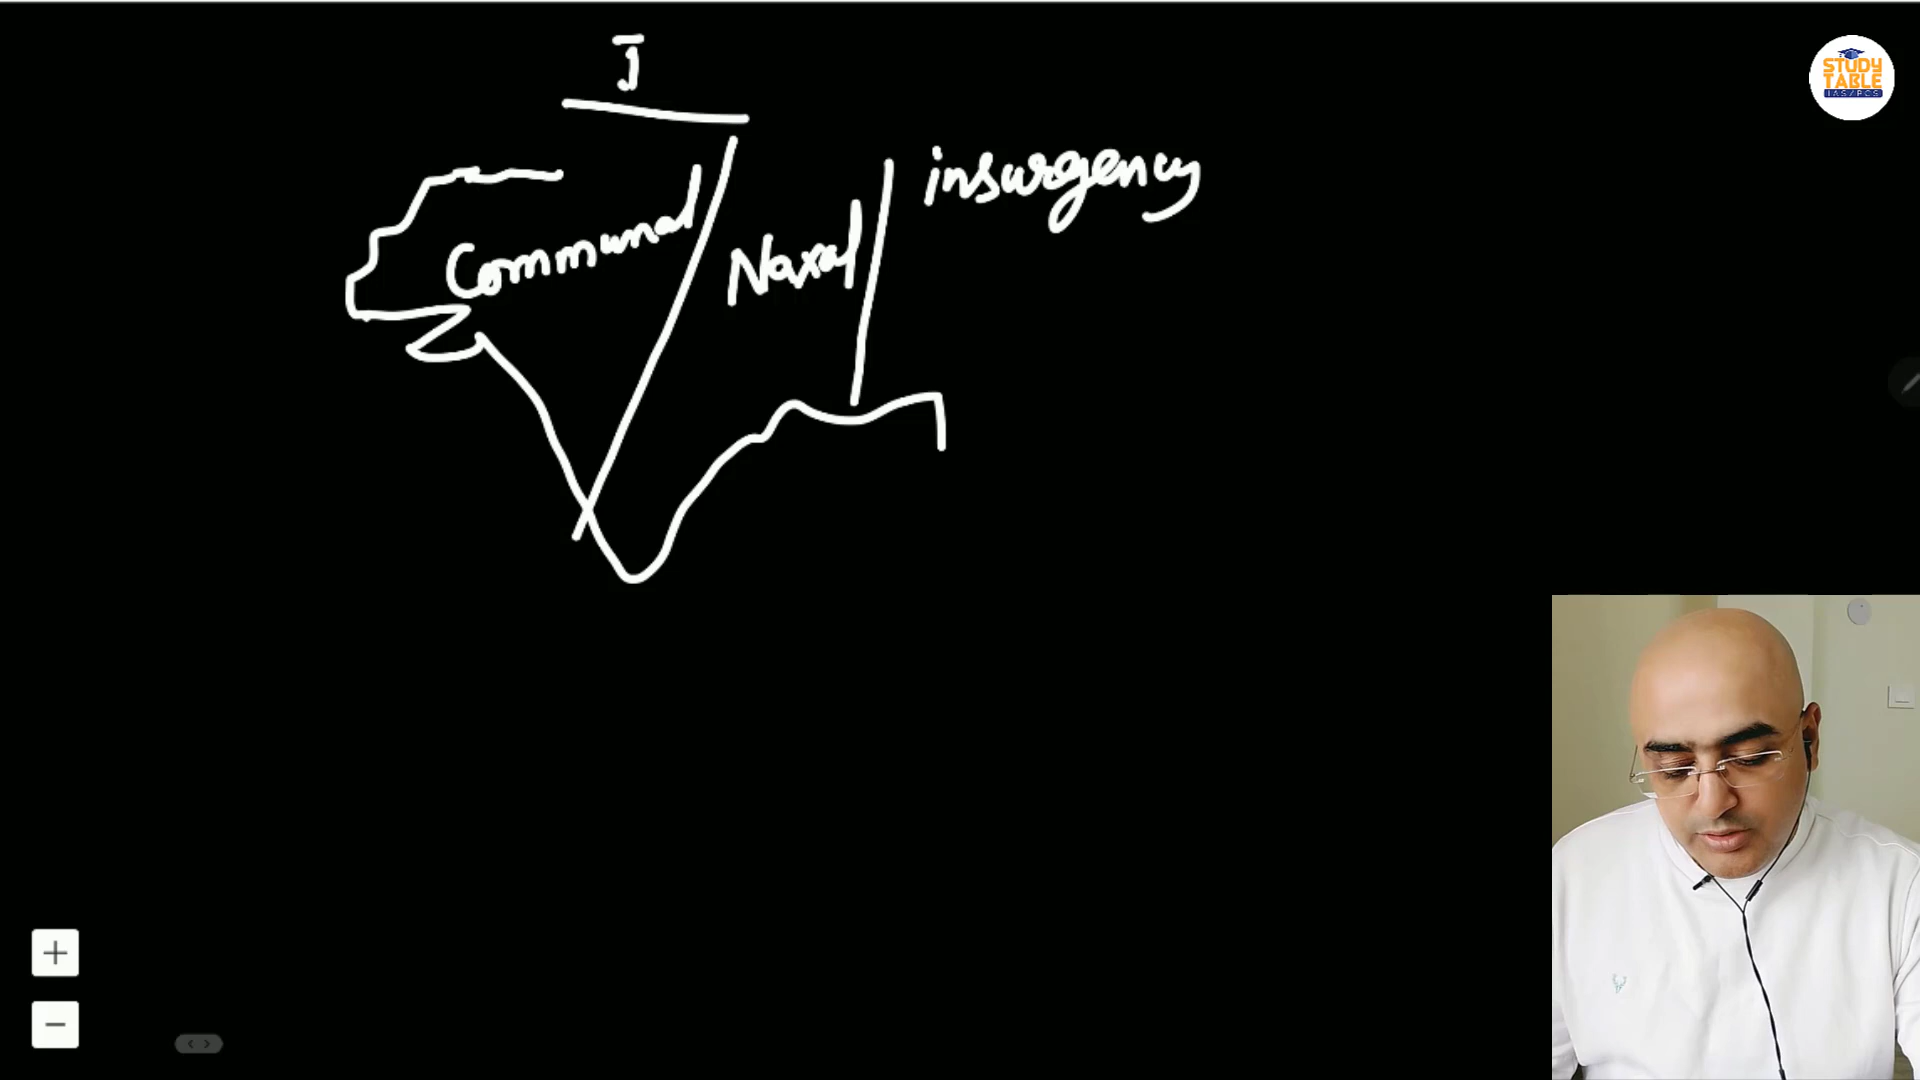 J
STUDY
TABLE
IAS/PCS
insurgency
Communal
Naxal